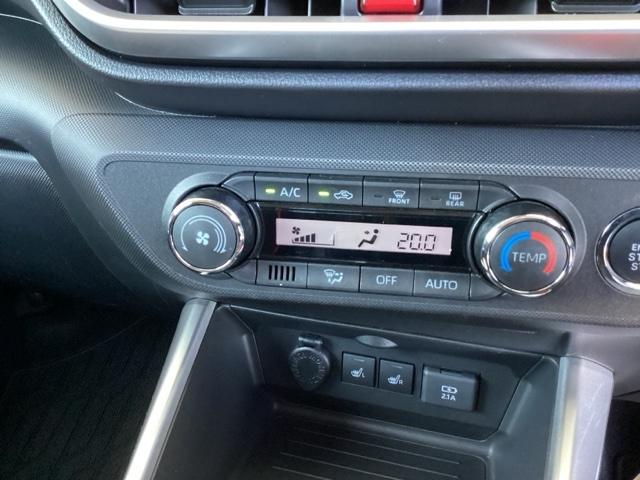 A/C
FRONT
REAR
20.0
TEMP
OFF
AUTO
L
R
2.1A